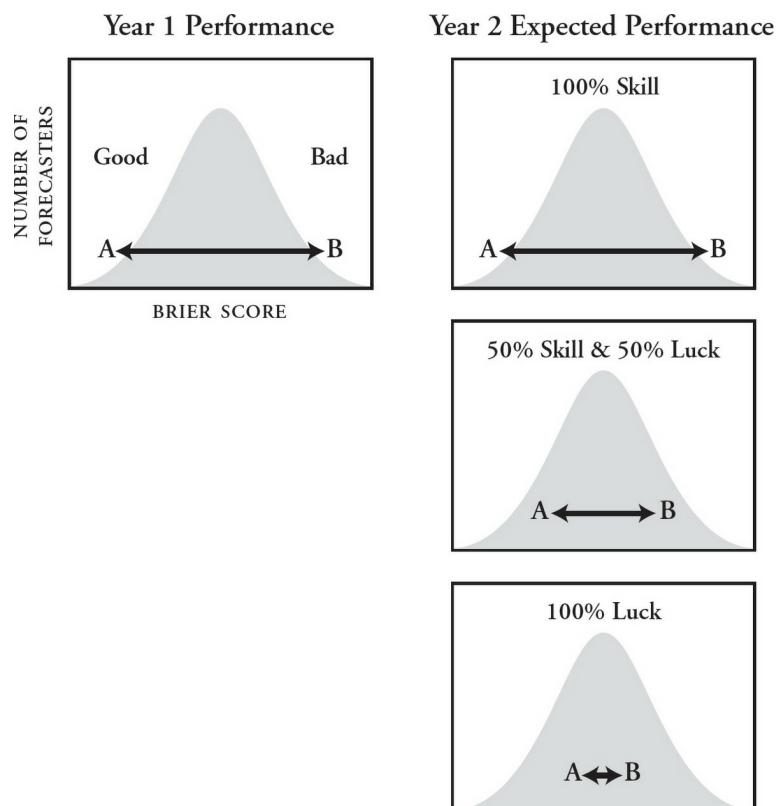 Year 1 Performance
NUMBER OF
FORECASTERS
Good
Bad
A
B
BRIER SCORE
Year 2 Expected Performance
100% Skill
A
B
50% Skill & 50% Luck
A
B
100% Luck
A
B